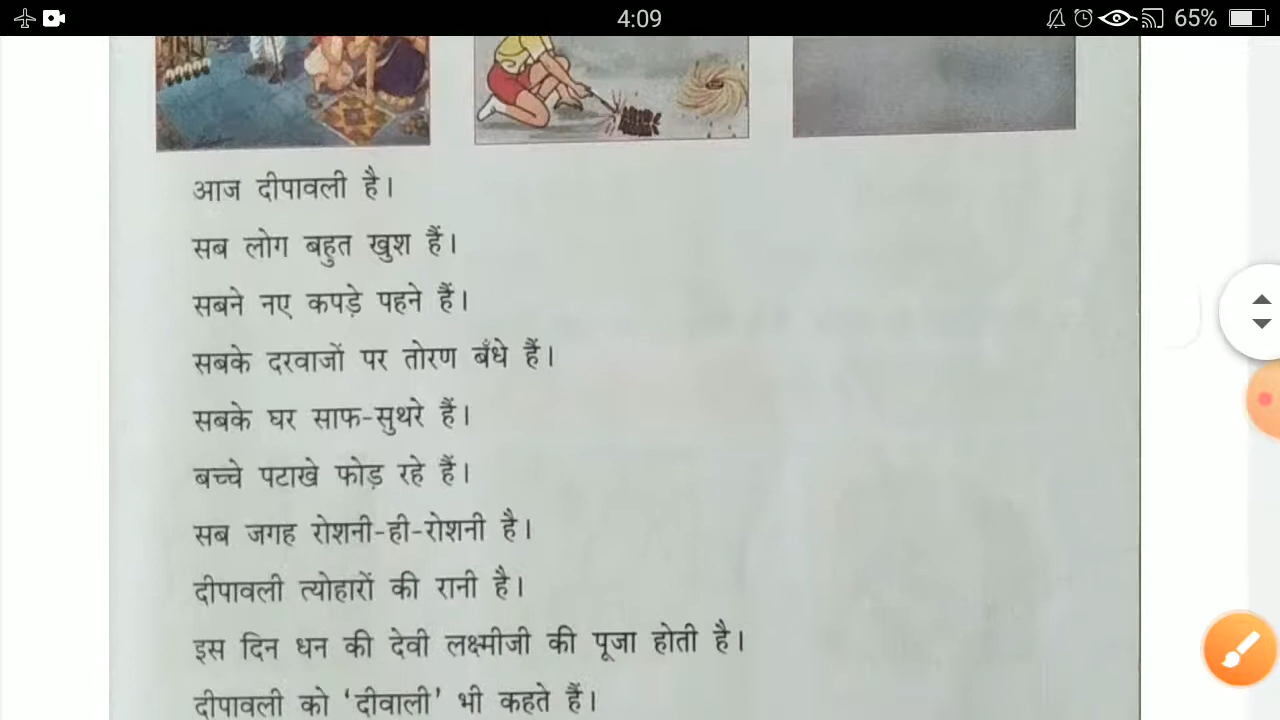 4:09
65%
आज दीपावली है।
सब लोग बहुत खुश हैं।
सबने नए कपड़े पहने हैं।
सबके दरवाजों पर तोरण बँधे हैं।
सबके घर साफ-सुथरे हैं।
बच्चे पटाखे फोड़ रहे हैं।
सब जगह रोशनी-ही-रोशनी है।
दीपावली त्योहारों की रानी है।
इस दिन धन की देवी लक्ष्मीजी की पूजा होती है।
दीपावली को ‘दीवाली’ भी कहते हैं।